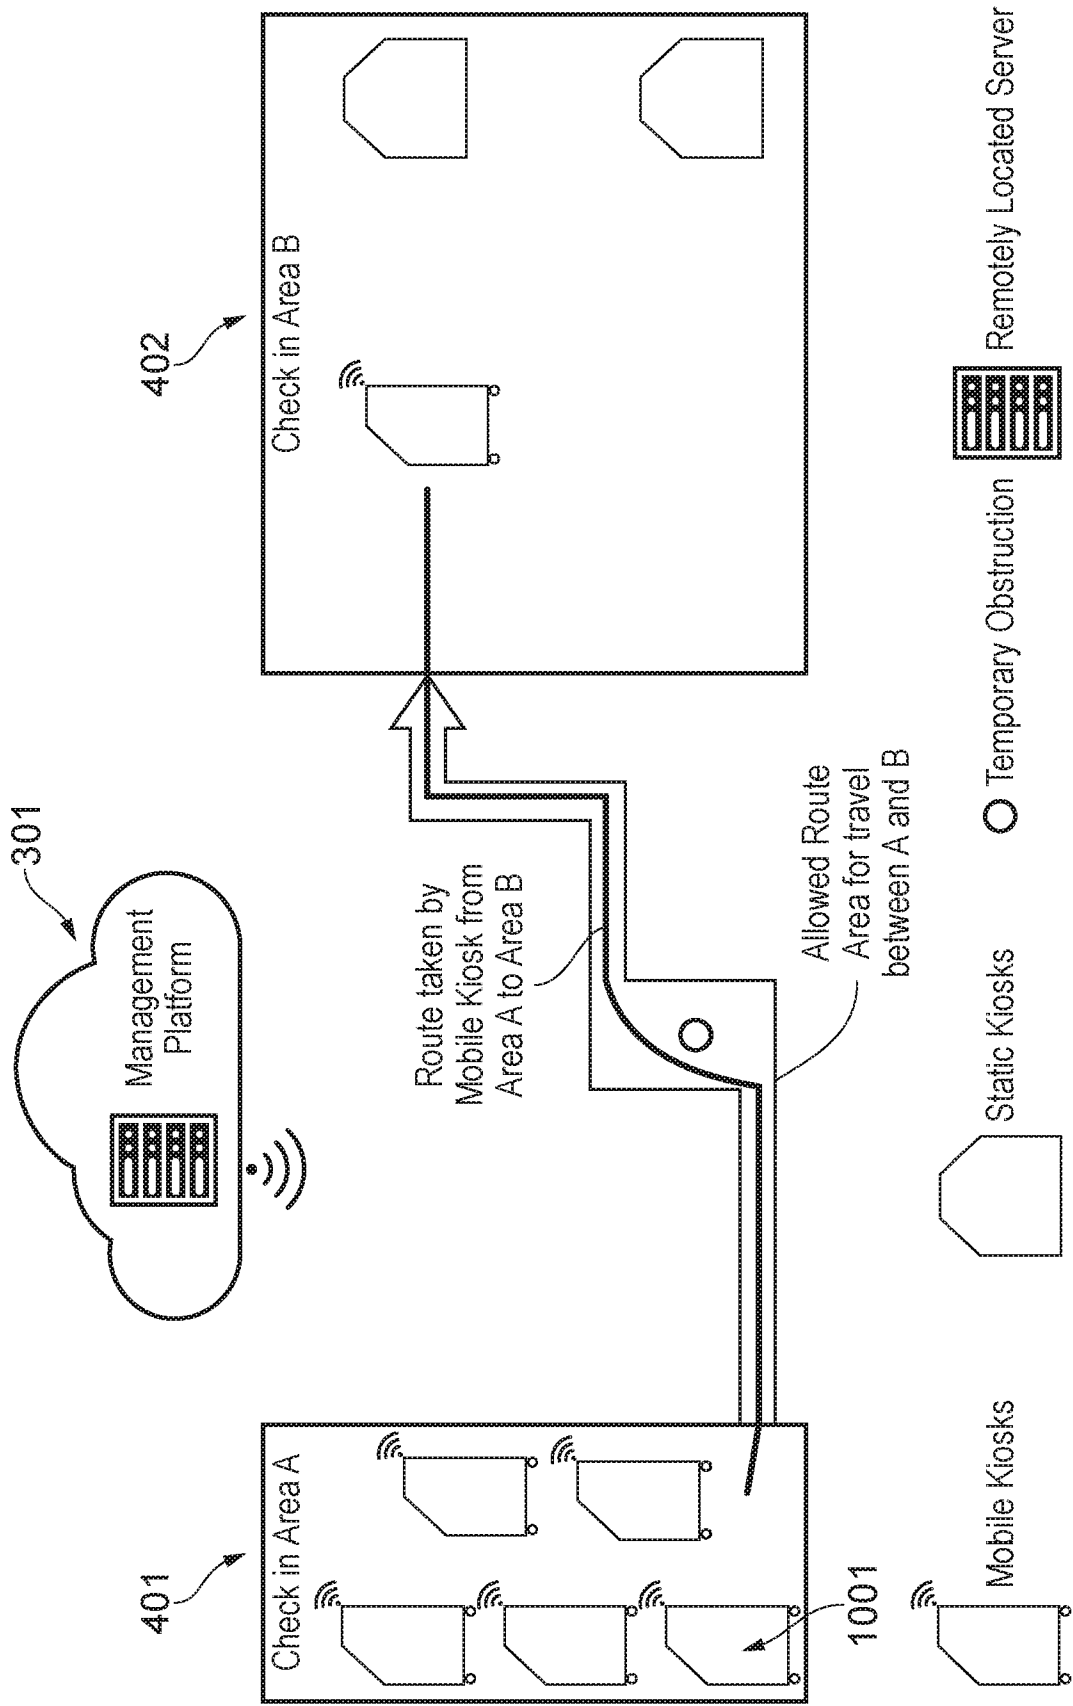 301
Management
Platform
401
Check in Area A
402
Check in Area B
Route taken by
Mobile Kiosk from
Area A to Area B
Allowed Route
Area for travel
between A and B
1001
Mobile Kiosks
Static Kiosks
Temporary Obstruction
Remotely Located Server